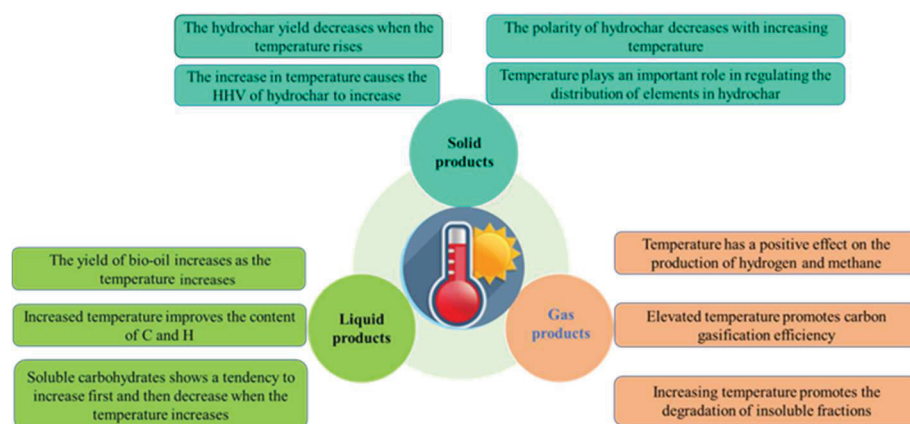 The hydrochar yield decreases when the
temperature rises
The increase in temperature causes the
HHV of hydrochar to increase
The polarity of hydrochar decreases with increasing
temperature
Temperature plays an important role in regulating the
distribution of elements in hydrochar
Solid
products
The yield of bio-oil increases as the
temperature increases
Increased temperature improves the content
of C and H
Soluble carbohydrates shows a tendency to
increase first and then decrease when the
temperature increases
Liquid
products
Gas
products
Temperature has a positive effect on the
production of hydrogen and methane
Elevated temperature promotes carbon
gasification efficiency
Increasing temperature promotes the
degradation of insoluble fractions